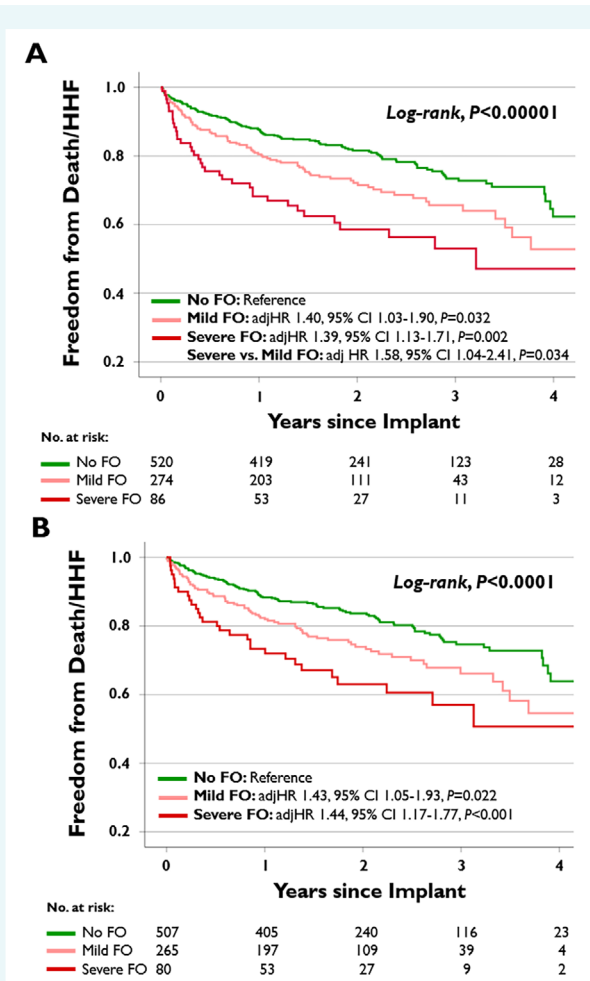 A
Freedom from Death/HHF
1.0
0.8
0.6
0.4
0.2
Log-rank, P<0.00001
No FO: Reference
Mild FO: adjHR 1.40, 95% CI 1.03-1.90, P=0.032
Severe FO: adjHR 1.39, 95% CI 1.13-1.71, P=0.002
Severe vs. Mild FO: adj HR 1.58, 95% CI 1.04-2.41, P=0.034
0 1 2 3 4
Years since Implant
No. at risk:
No FO 520 419 241 123 28
Mild FO 274 203 111 43 12
Severe FO 86 53 27 11 3
B
Freedom from Death/HHF
1.0
0.8
0.6
0.4
0.2
Log-rank, P<0.0001
No FO: Reference
Mild FO: adjHR 1.43, 95% CI 1.05-1.93, P=0.022
Severe FO: adjHR 1.44, 95% CI 1.17-1.77, P<0.001
0 1 2 3 4
Years since Implant
No. at risk:
No FO 507 405 240 116 23
Mild FO 265 197 109 39 4
Severe FO 80 53 27 9 2